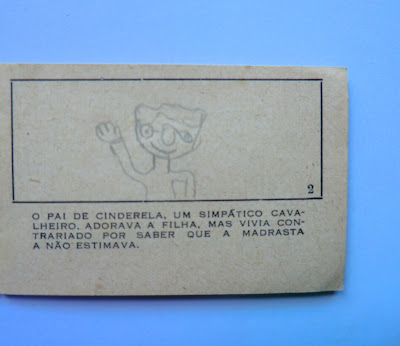 2
O PAI DE CINDERELA, UM SIMPÁTICO CAVA-
LHEIRO, ADORAVA A FILHA, MAS VIVIA CON-
TRARIADO POR SABER QUE A MADRASTA
A NÃO ESTIMAVA.